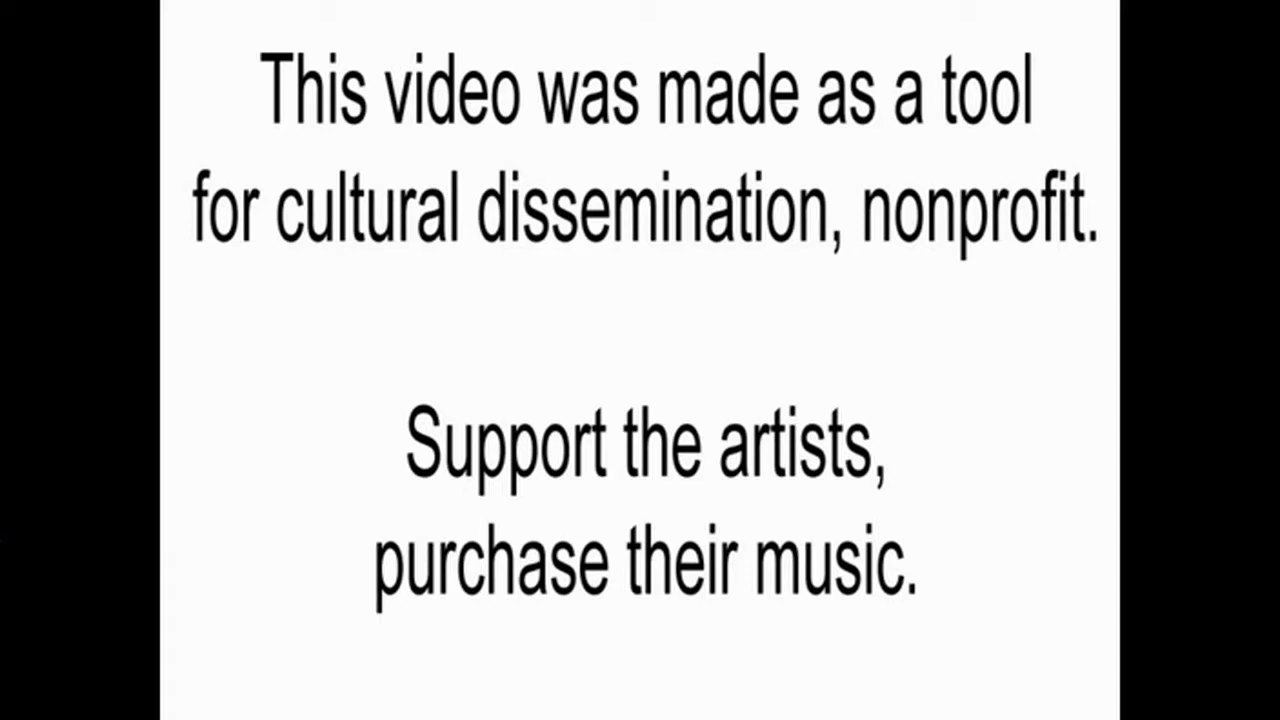 This video was made as a tool
for cultural dissemination, nonprofit.
Support the artists,
purchase their music.